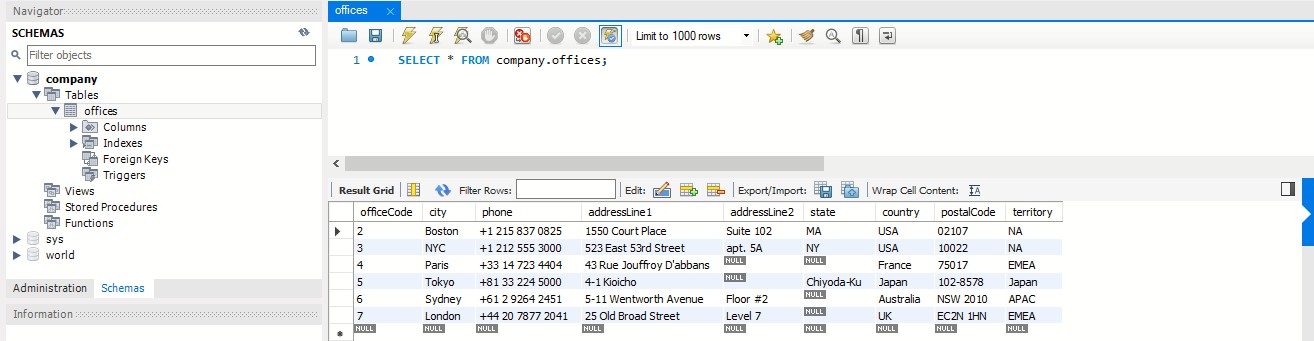 Navigator
SCHEMAS
Filter objects
company
Tables
offices
Columns
Indexes
Foreign Keys
Triggers
Views
Stored Procedures
Functions
sys
world
Administration Schemas
Information
offices
Limit to 1000 rows
1 SELECT * FROM company.offices;
Result Grid Filter Rows: Edit: Export/Import: Wrap Cell Content:
officeCode city phone addressLine1 addressLine2 state country postalCode territory
2 Boston +1 215 837 0825 1550 Court Place Suite 102 MA USA 02107 NA
3 NYC +1 212 555 3000 523 East 53rd Street apt. 5A NY USA 10022 NA
4 Paris +33 14 723 4404 43 Rue Jouffroy D'abbans NULL NULL France 75017 EMEA
5 Tokyo +81 33 224 5000 4-1 Kioicho NULL Chiyoda-Ku Japan 102-8578 Japan
6 Sydney +61 2 9264 2451 5-11 Wentworth Avenue Floor #2 NULL Australia NSW 2010 APAC
7 London +44 20 7877 2041 25 Old Broad Street Level 7 NULL UK EC2N 1HN EMEA
NULL NULL NULL NULL NULL NULL NULL NULL NULL